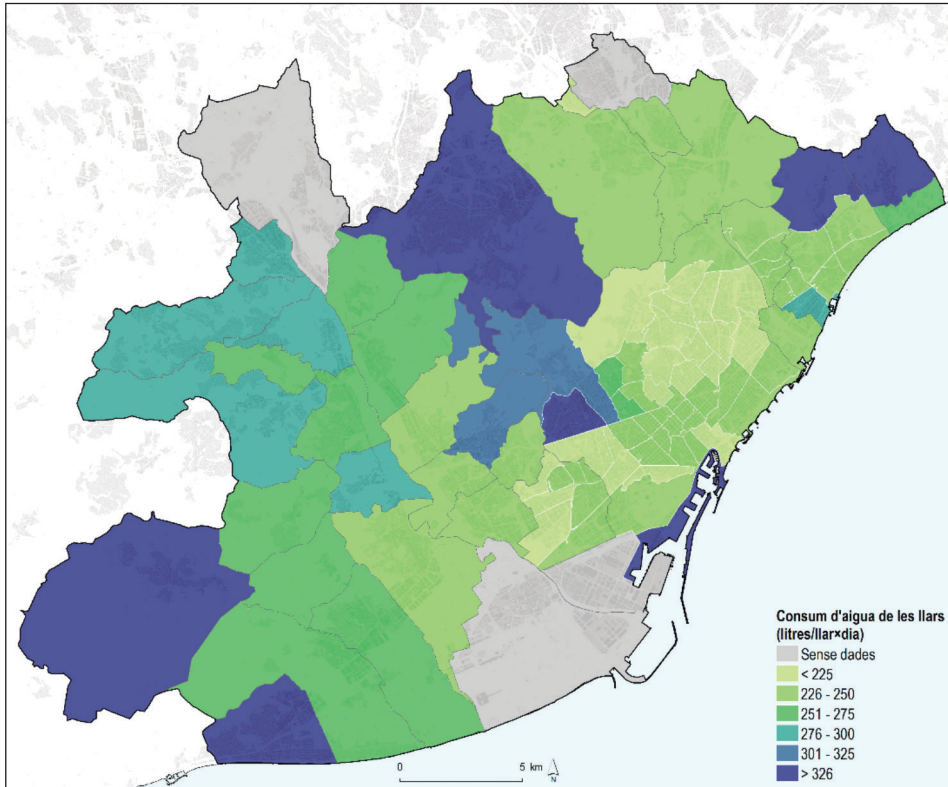 Consum d'aigua de les llars
(litres/llar×dia)
Sense dades
< 225
226 - 250
251 - 275
276 - 300
301 - 325
> 326
0 5 km
N